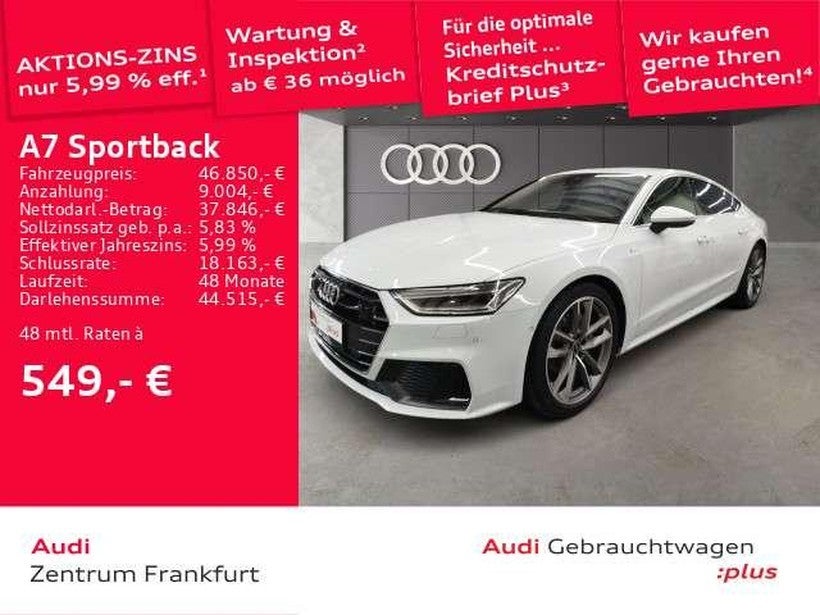 AKTIONS-ZINS
nur 5,99 % eff.¹
Wartung &
Inspektion²
ab € 36 möglich
Für die optimale
Sicherheit ...
Kreditschutz-
brief Plus³
Wir kaufen
gerne Ihren
Gebrauchten!⁴
A7 Sportback
Fahrzeugpreis: 46.850,- €
Anzahlung: 9.004,- €
Nettodarl.-Betrag: 37.846,- €
Sollzinssatz geb. p.a.: 5,83 %
Effektiver Jahreszins: 5,99 %
Schlussrate: 18.163,- €
Laufzeit: 48 Monate
Darlehenssumme: 44.515,- €
48 mtl. Raten à
549,- €
Audi
Zentrum Frankfurt
Audi Gebrauchtwagen
:plus